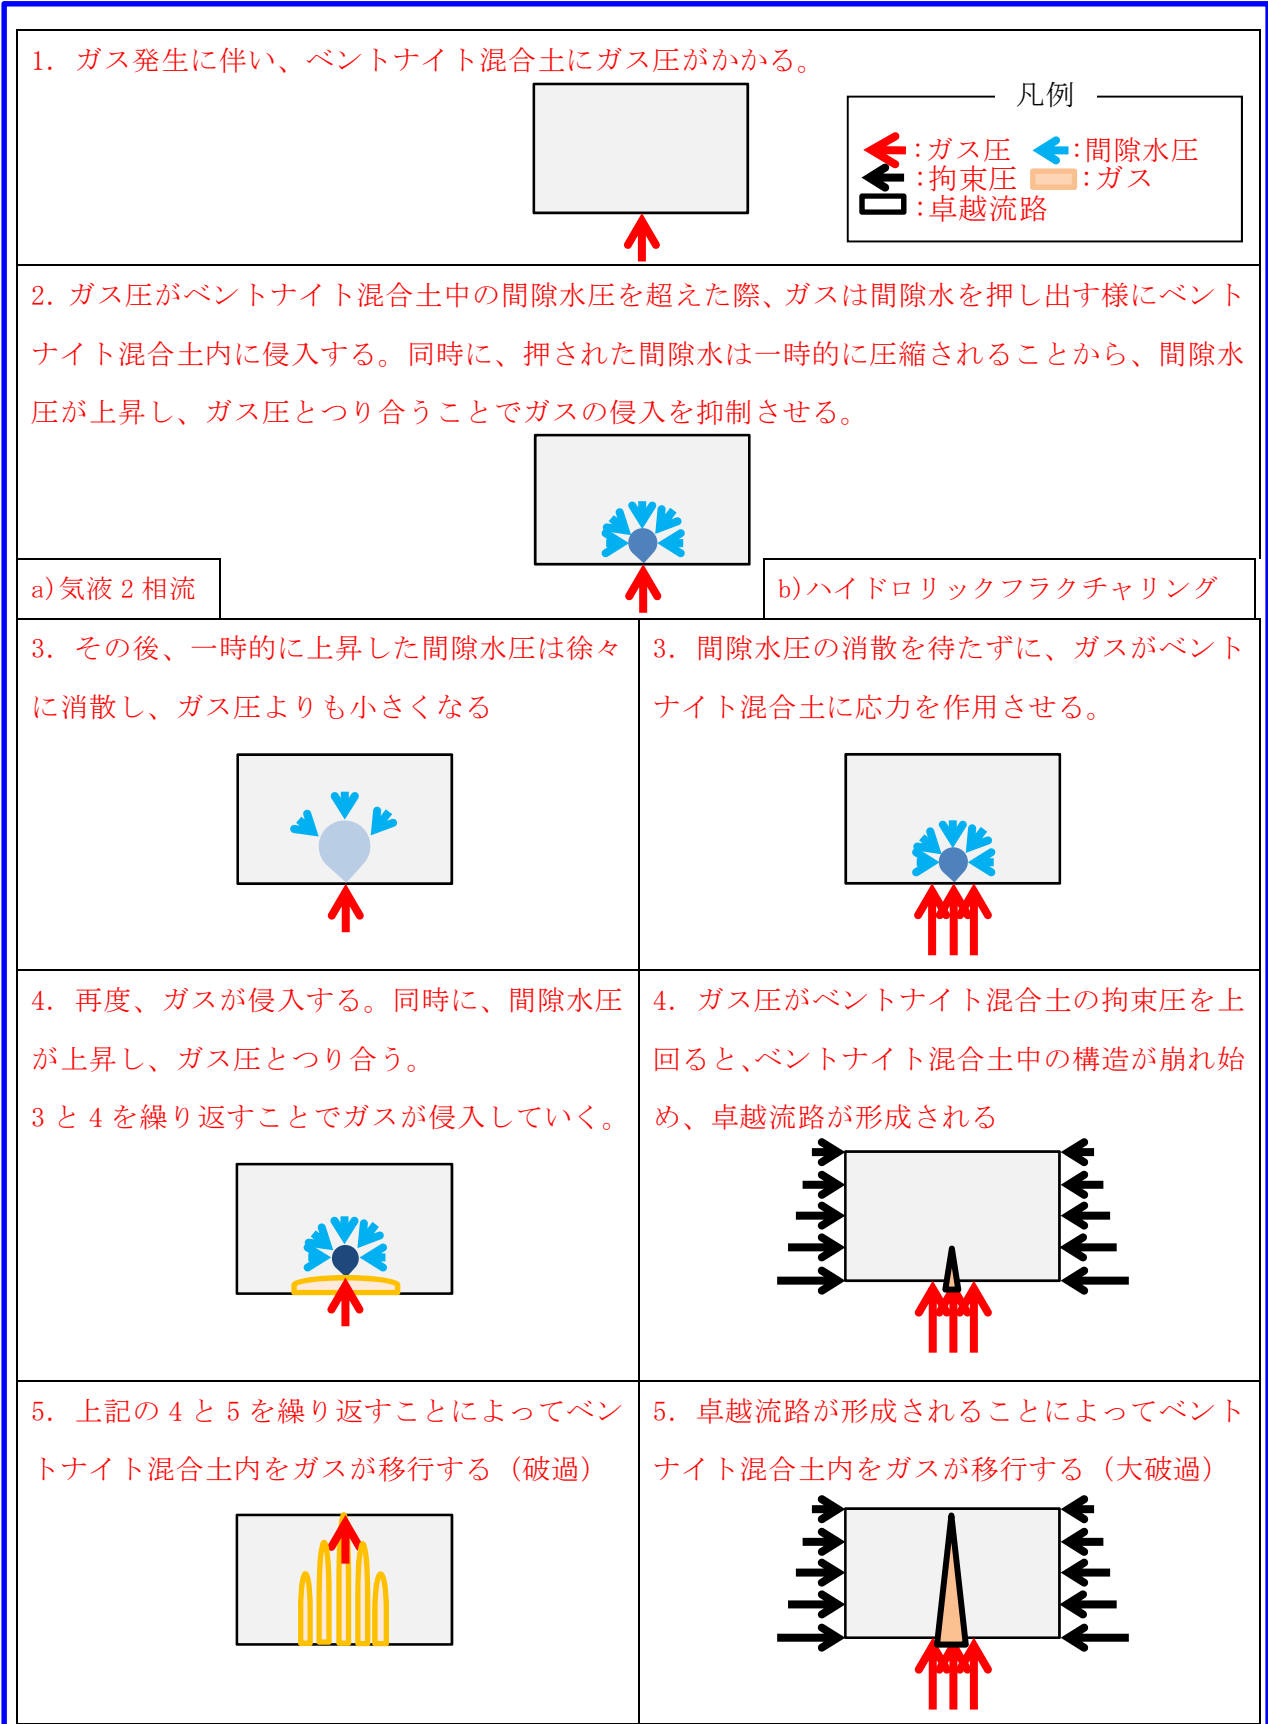 1. ガス発生に伴い、ベントナイト混合土にガス圧がかかる。
凡例
:ガス圧 :間隙水圧
:拘束圧 :ガス
:卓越流路
2. ガス圧がベントナイト混合土中の間隙水圧を超えた際、ガスは間隙水を押し出す様にベント
ナイト混合土内に侵入する。同時に、押された間隙水は一時的に圧縮されることから、間隙水
圧が上昇し、ガス圧とつり合うことでガスの侵入を抑制させる。
a)気液2相流
b)ハイドロリックフラクチャリング
3. その後、一時的に上昇した間隙水圧は徐々
に消散し、ガス圧よりも小さくなる
3. 間隙水圧の消散を待たずに、ガスがベント
ナイト混合土に応力を作用させる。
4. 再度、ガスが侵入する。同時に、間隙水圧
が上昇し、ガス圧とつり合う。
3と4を繰り返すことでガスが侵入していく。
4. ガス圧がベントナイト混合土の拘束圧を上
回ると、ベントナイト混合土中の構造が崩れ始
め、卓越流路が形成される
5. 上記の4と5を繰り返すことによってベン
トナイト混合土内をガスが移行する（破過）
5. 卓越流路が形成されることによってベント
ナイト混合土内をガスが移行する（大破過）